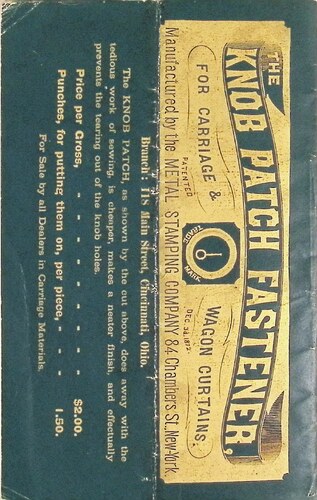 THE
KNOB PATCH FASTENER,
FOR CARRIAGE & WAGON CURTAINS.
PATENTED DEC. 24, 1872
TRADE MARK
Manufactured by the METAL STAMPING COMPANY 84 Chambers St. New-York.
Branch: 118 Main Street, Cincinnati, Ohio.
The KNOB PATCH, as shown by the cut above, does away with the
tedious work of sewing, is cheaper, makes a neater finish, and effectually
prevents the tearing out of the knob holes.
Price per Gross, - - - - - - - $2.00.
Punches, for putting them on, per piece, - - - 1.50.
For Sale by all Dealers in Carriage Materials.